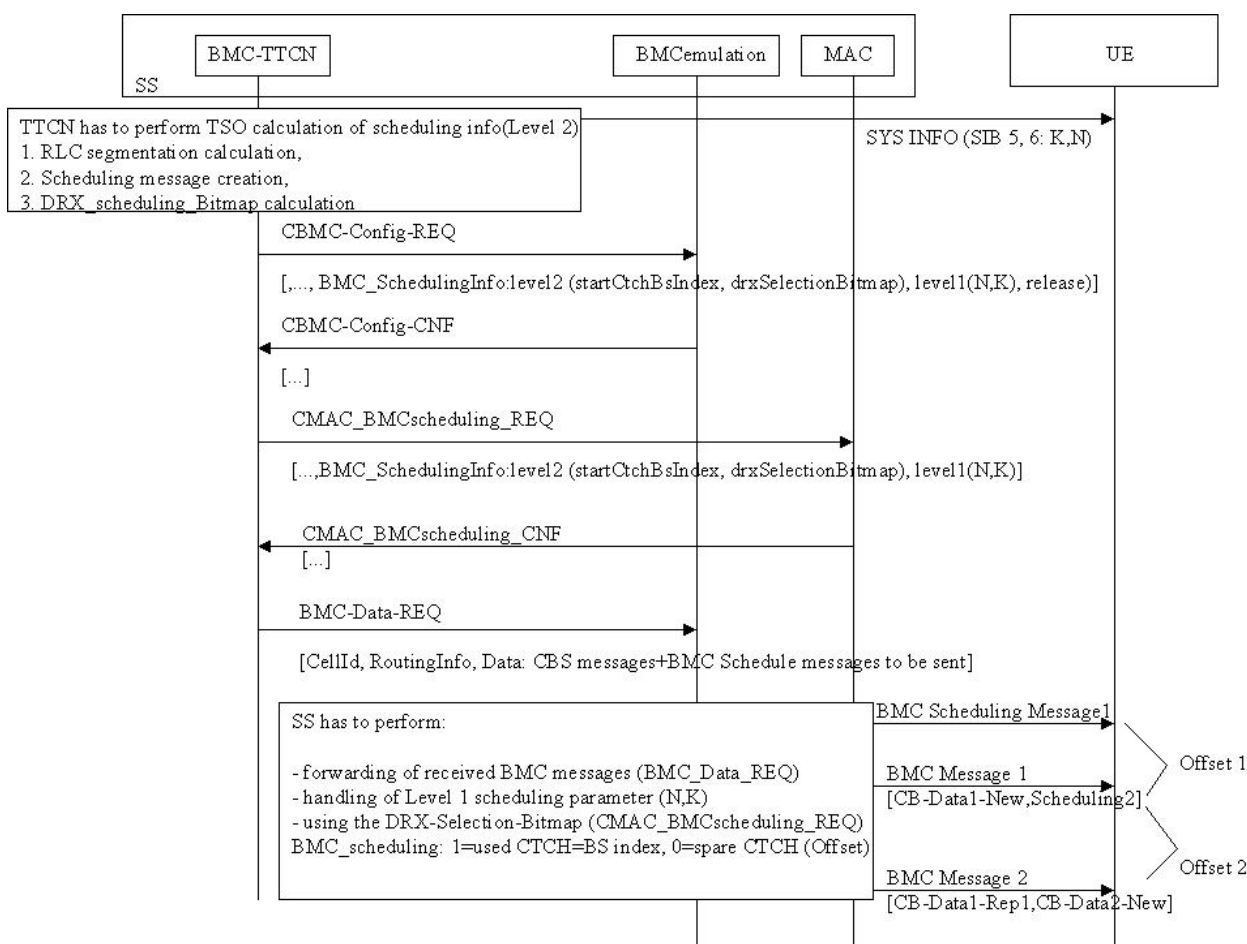 BMC-TTCN
BMCemulation
MAC
UE
SS
TTCN has to perform TSO calculation of scheduling info(Level 2)
1. RLC segmentation calculation,
2. Scheduling message creation,
3. DRX_scheduling_Bitmap calculation
SYS INFO (SIB 5, 6: K,N)
CBMC-Config-REQ
[,..., BMC_SchedulingInfo:level2 (startCtchBsIndex, drxSelectionBitmap), level1(N,K), release)]
CBMC-Config-CNF
[...]
CMAC_BMCscheduling_REQ
[...,BMC_SchedulingInfo:level2 (startCtchBsIndex, drxSelectionBitmap), level1(N,K)]
CMAC_BMCscheduling_CNF
[...]
BMC-Data-REQ
[CellId, RoutingInfo, Data: CBS messages+BMC Schedule messages to be sent]
SS has to perform:
- forwarding of received BMC messages (BMC_Data_REQ)
- handling of Level 1 scheduling parameter (N,K)
- using the DRX-Selection-Bitmap (CMAC_BMCscheduling_REQ)
BMC_scheduling: 1=used CTCH=BS index, 0=spare CTCH (Offset)
BMC Scheduling Message1
Offset 1
BMC Message 1
[CB-Data1-New,Scheduling2]
Offset 2
BMC Message 2
[CB-Data1-Rep1,CB-Data2-New]